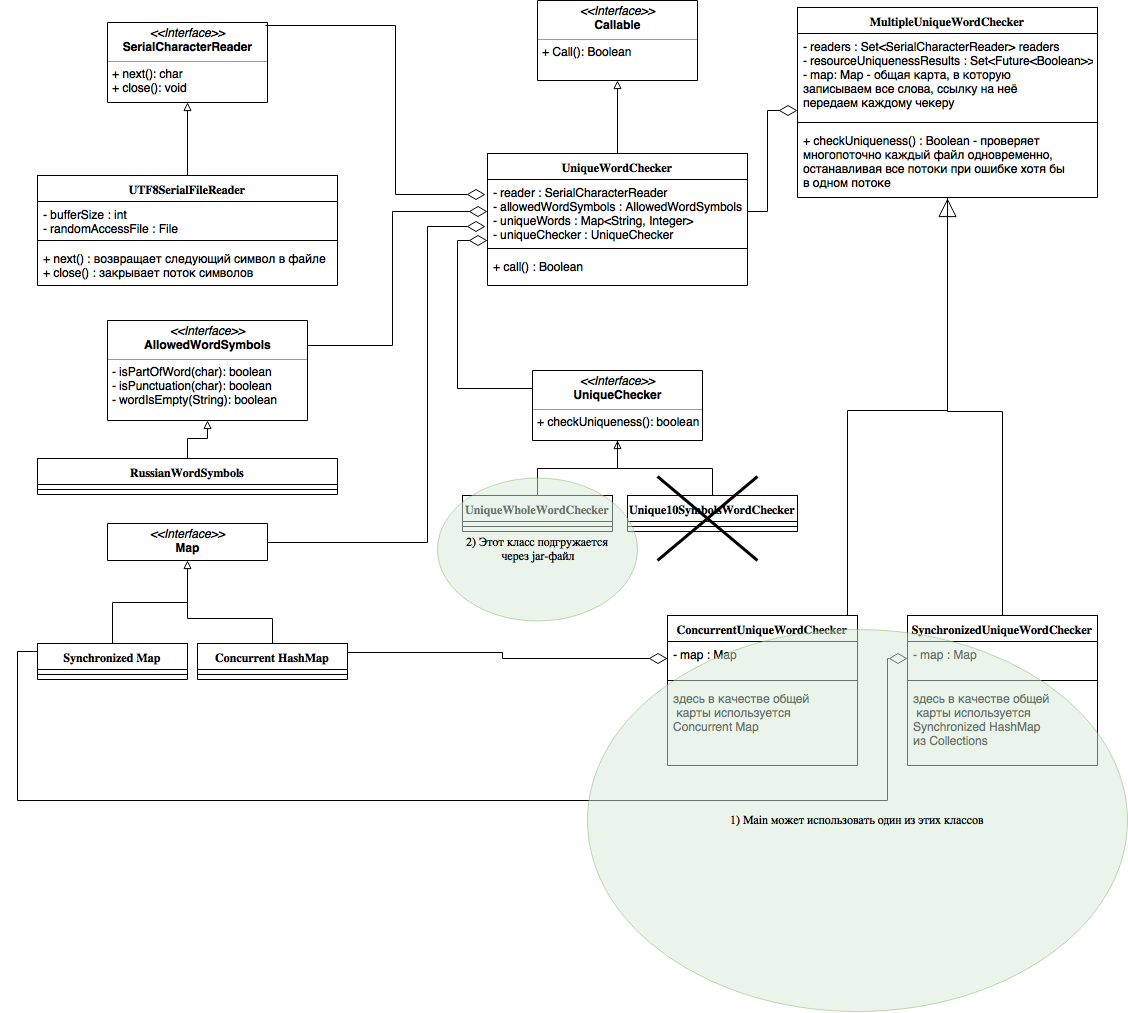 <<Interface>>
SerialCharacterReader
+ next(): char
+ close(): void
<<Interface>>
Callable
+ Call(): Boolean
MultipleUniqueWordChecker
- readers : Set<SerialCharacterReader> readers
- resourceUniquenessResults : Set<Future<Boolean>>
- map: Map - общая карта, в которую
записываем все слова, ссылку на неё
передаем каждому чекеру
+ checkUniqueness() : Boolean - проверяет
многопоточно каждый файл одновременно,
останавливая все потоки при ошибке хотя бы
в одном потоке
UTF8SerialFileReader
- bufferSize : int
- randomAccessFile : File
+ next() : возвращает следующий символ в файле
+ close() : закрывает поток символов
UniqueWordChecker
- reader : SerialCharacterReader
- allowedWordSymbols : AllowedWordSymbols
- uniqueWords : Map<String, Integer>
- uniqueChecker : UniqueChecker
+ call() : Boolean
<<Interface>>
AllowedWordSymbols
- isPartOfWord(char): boolean
- isPunctuation(char): boolean
- wordIsEmpty(String): boolean
RussianWordSymbols
<<Interface>>
UniqueChecker
+ checkUniqueness(): boolean
UniqueWholeWordChecker
2) Этот класс подгружается
через jar-файл
Unique10SymbolsWordChecker
<<Interface>>
Map
Synchronized Map
Concurrent HashMap
ConcurrentUniqueWordChecker
- map : Map
здесь в качестве общей
карты используется
Concurrent Map
SynchronizedUniqueWordChecker
- map : Map
здесь в качестве общей
карты используется
Synchronized HashMap
из Collections
1) Main может использовать один из этих классов